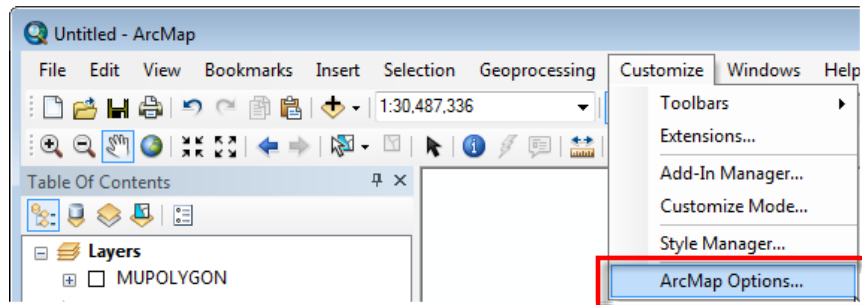 Untitled - ArcMap
File Edit View Bookmarks Insert Selection Geoprocessing Customize Windows Help
1:30,487,336
Toolbars
Extensions...
Add-In Manager...
Customize Mode...
Style Manager...
ArcMap Options...
Table Of Contents
Layers
MUPOLYGON